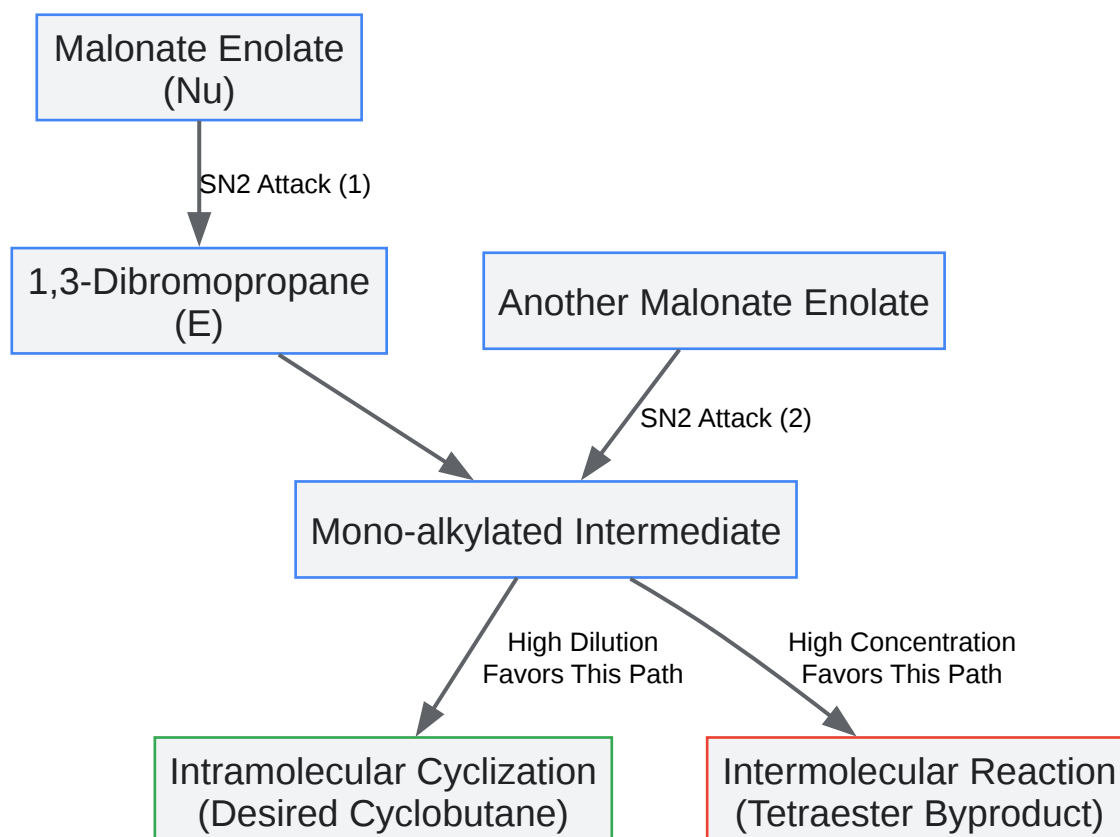 Malonate Enolate
(Nu)
SN2 Attack (1)
1,3-Dibromopropane
(E)
Another Malonate Enolate
SN2 Attack (2)
Mono-alkylated Intermediate
High Dilution
Favors This Path
High Concentration
Favors This Path
Intramolecular Cyclization
(Desired Cyclobutane)
Intermolecular Reaction
(Tetraester Byproduct)